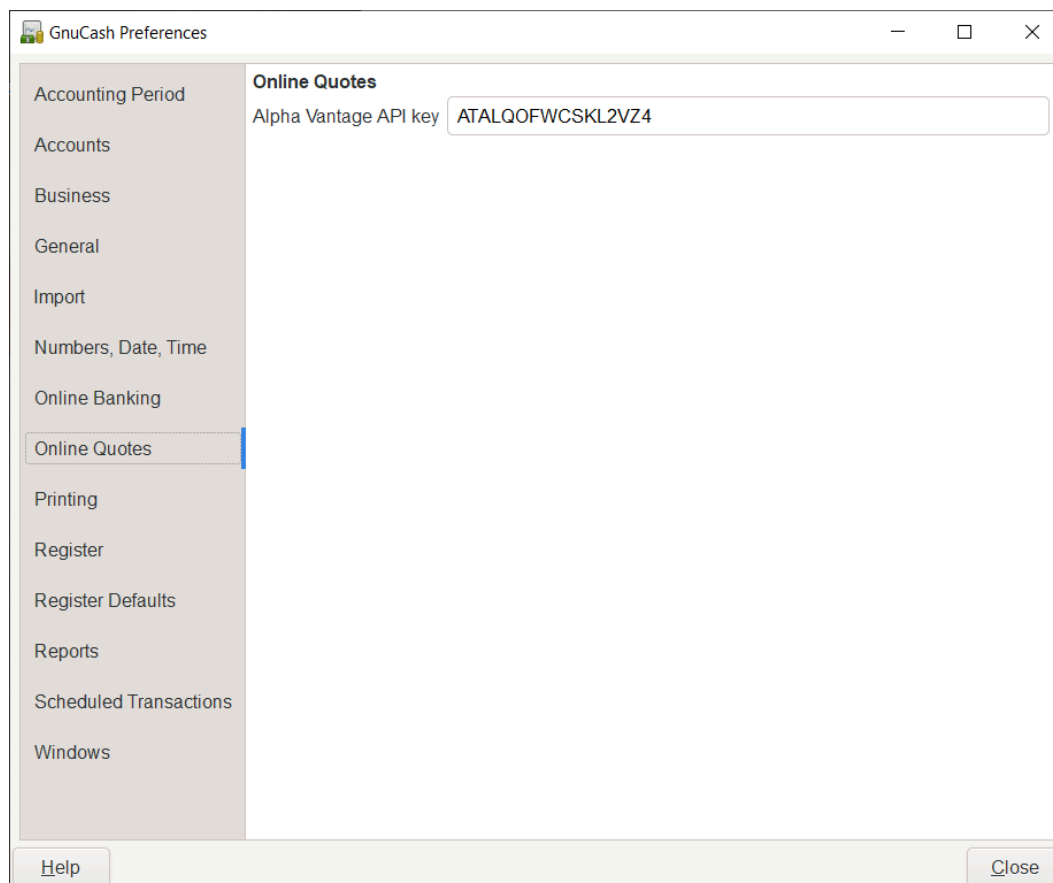 GnuCash Preferences
Accounting Period
Accounts
Business
General
Import
Numbers, Date, Time
Online Banking
Online Quotes
Printing
Register
Register Defaults
Reports
Scheduled Transactions
Windows
Online Quotes
Alpha Vantage API key ATALQOFWCSKL2VZ4
Help
Close